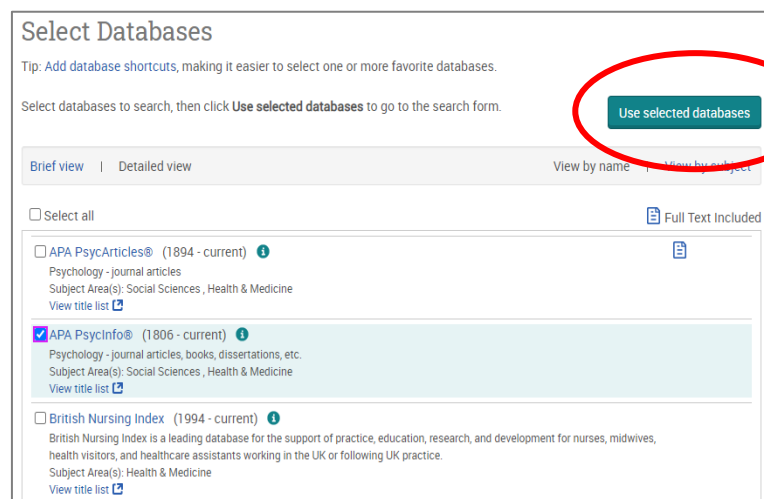 Select Databases
Tip: Add database shortcuts, making it easier to select one or more favorite databases.
Select databases to search, then click Use selected databases to go to the search form.
Use selected databases
Brief view | Detailed view
View by name | View by subject
Select all
Full Text Included
APA PsycArticles® (1894 - current)
Psychology - journal articles
Subject Area(s): Social Sciences , Health & Medicine
View title list
APA PsycInfo® (1806 - current)
Psychology - journal articles, books, dissertations, etc.
Subject Area(s): Social Sciences , Health & Medicine
View title list
British Nursing Index (1994 - current)
British Nursing Index is a leading database for the support of practice, education, research, and development for nurses, midwives,
health visitors, and healthcare assistants working in the UK or following UK practice.
Subject Area(s): Health & Medicine
View title list